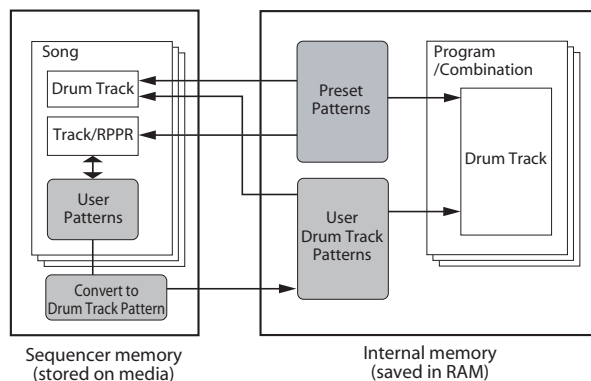 Song
Drum Track
Track/RPPR
User
Patterns
Convert to
Drum Track Pattern
Sequencer memory
(stored on media)
Preset
Patterns
User
Drum Track
Patterns
Program
/Combination
Drum Track
Internal memory
(saved in RAM)